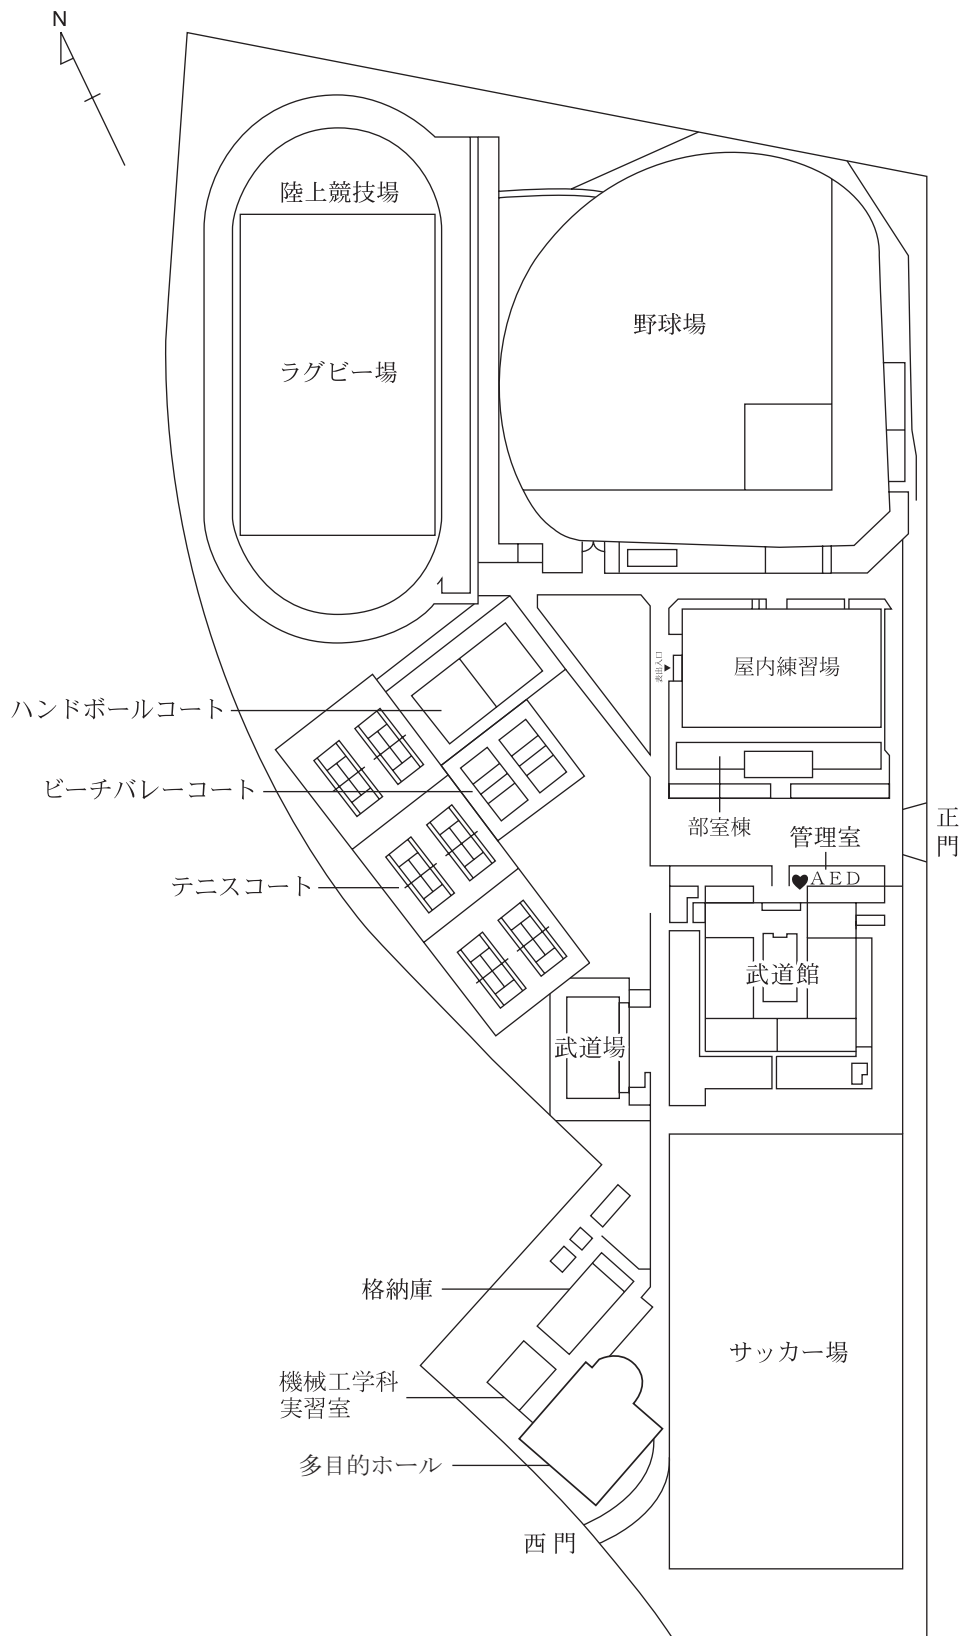 N
陸上競技場
野球場
ラグビー場
屋内練習場
表出入口
ハンドボールコート
ビーチバレーコート
部室棟
正門
管理室
AED
テニスコート
武道館
武道場
格納庫
サッカー場
機械工学科
実習室
多目的ホール
西門